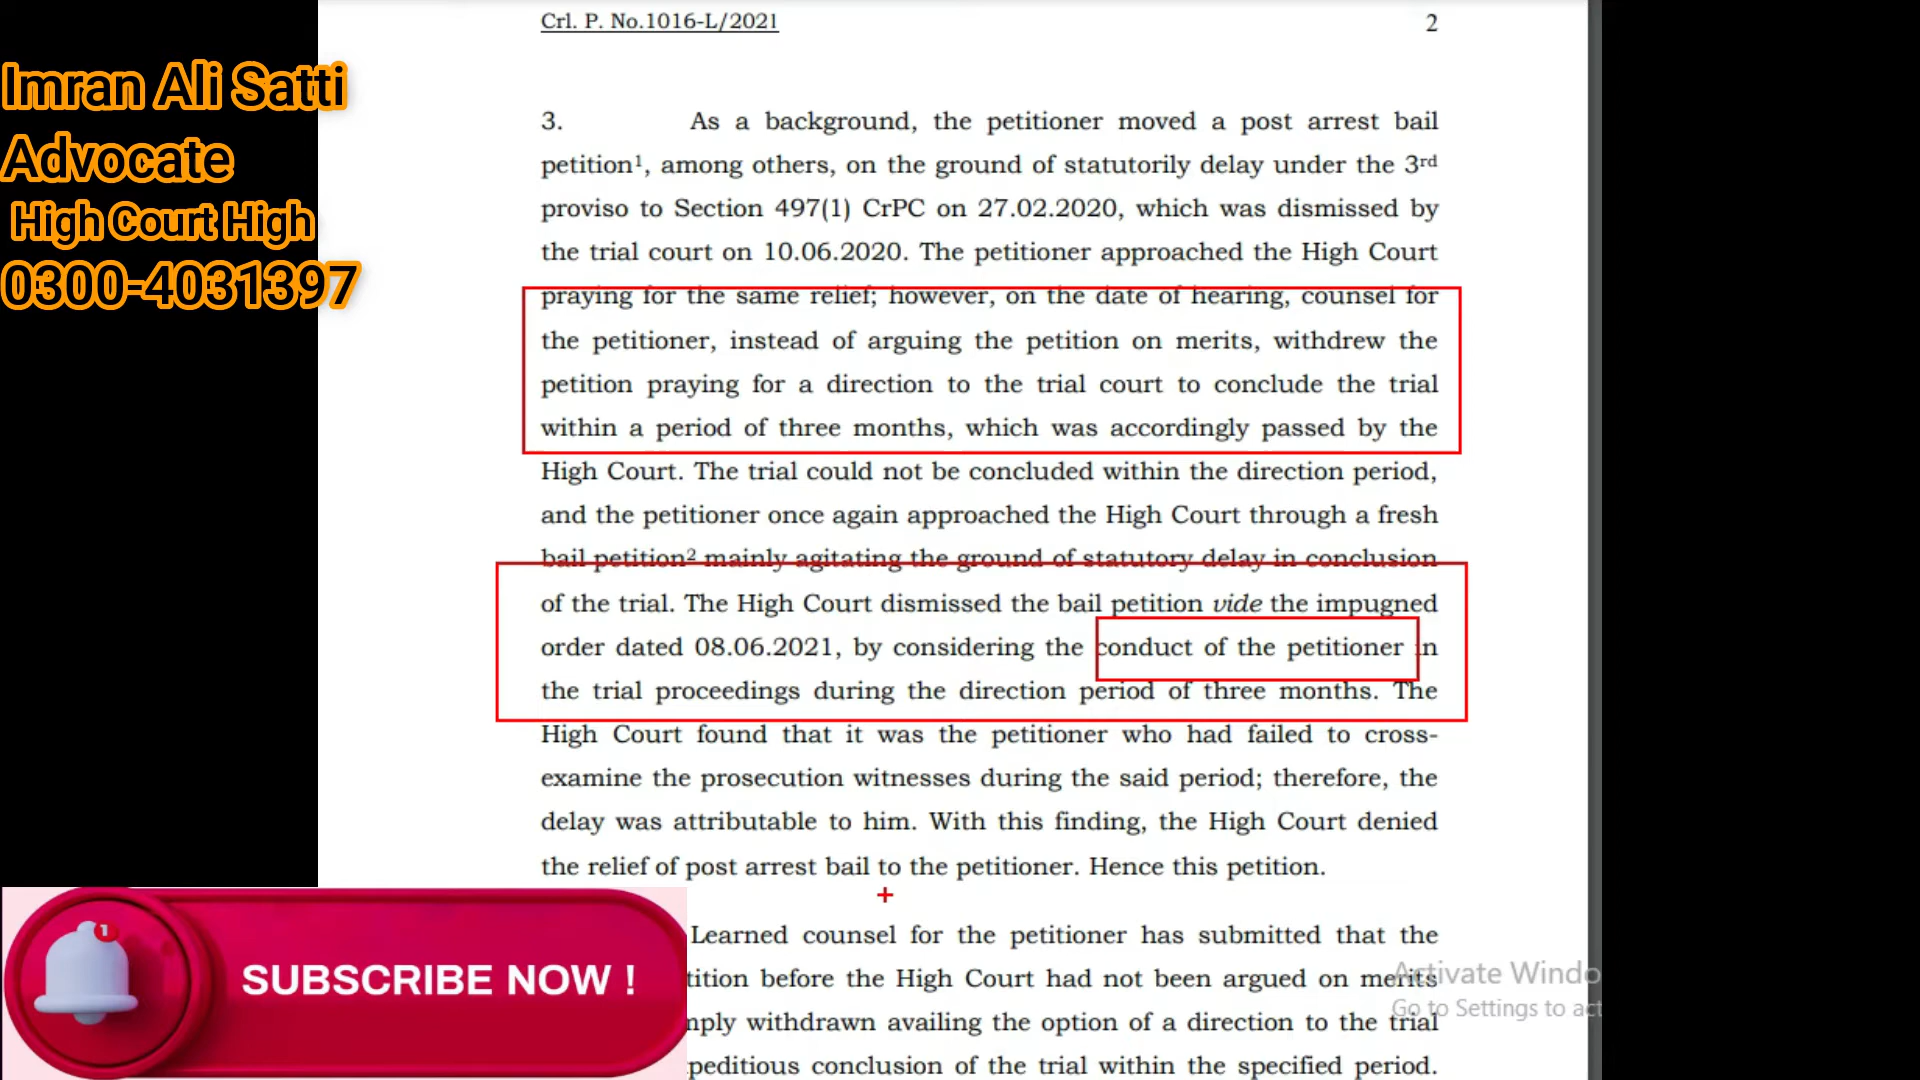 Crl. P. No.1016-L/2021
2
Imran Ali Satti
Advocate
High Court High
0300-4031397
3. As a background, the petitioner moved a post arrest bail
petition¹, among others, on the ground of statutorily delay under the 3rd
proviso to Section 497(1) CrPC on 27.02.2020, which was dismissed by
the trial court on 10.06.2020. The petitioner approached the High Court
praying for the same relief; however, on the date of hearing, counsel for
the petitioner, instead of arguing the petition on merits, withdrew the
petition praying for a direction to the trial court to conclude the trial
within a period of three months, which was accordingly passed by the
High Court. The trial could not be concluded within the direction period,
and the petitioner once again approached the High Court through a fresh
bail petition² mainly agitating the ground of statutory delay in conclusion
of the trial. The High Court dismissed the bail petition vide the impugned
order dated 08.06.2021, by considering the conduct of the petitioner in
the trial proceedings during the direction period of three months. The
High Court found that it was the petitioner who had failed to cross-
examine the prosecution witnesses during the said period; therefore, the
delay was attributable to him. With this finding, the High Court denied
the relief of post arrest bail to the petitioner. Hence this petition.
Learned counsel for the petitioner has submitted that the
tition before the High Court had not been argued on merits
nply withdrawn availing the option of a direction to the trial
peditious conclusion of the trial within the specified period.
1
SUBSCRIBE NOW !
Activate Windo
Go to Settings to act